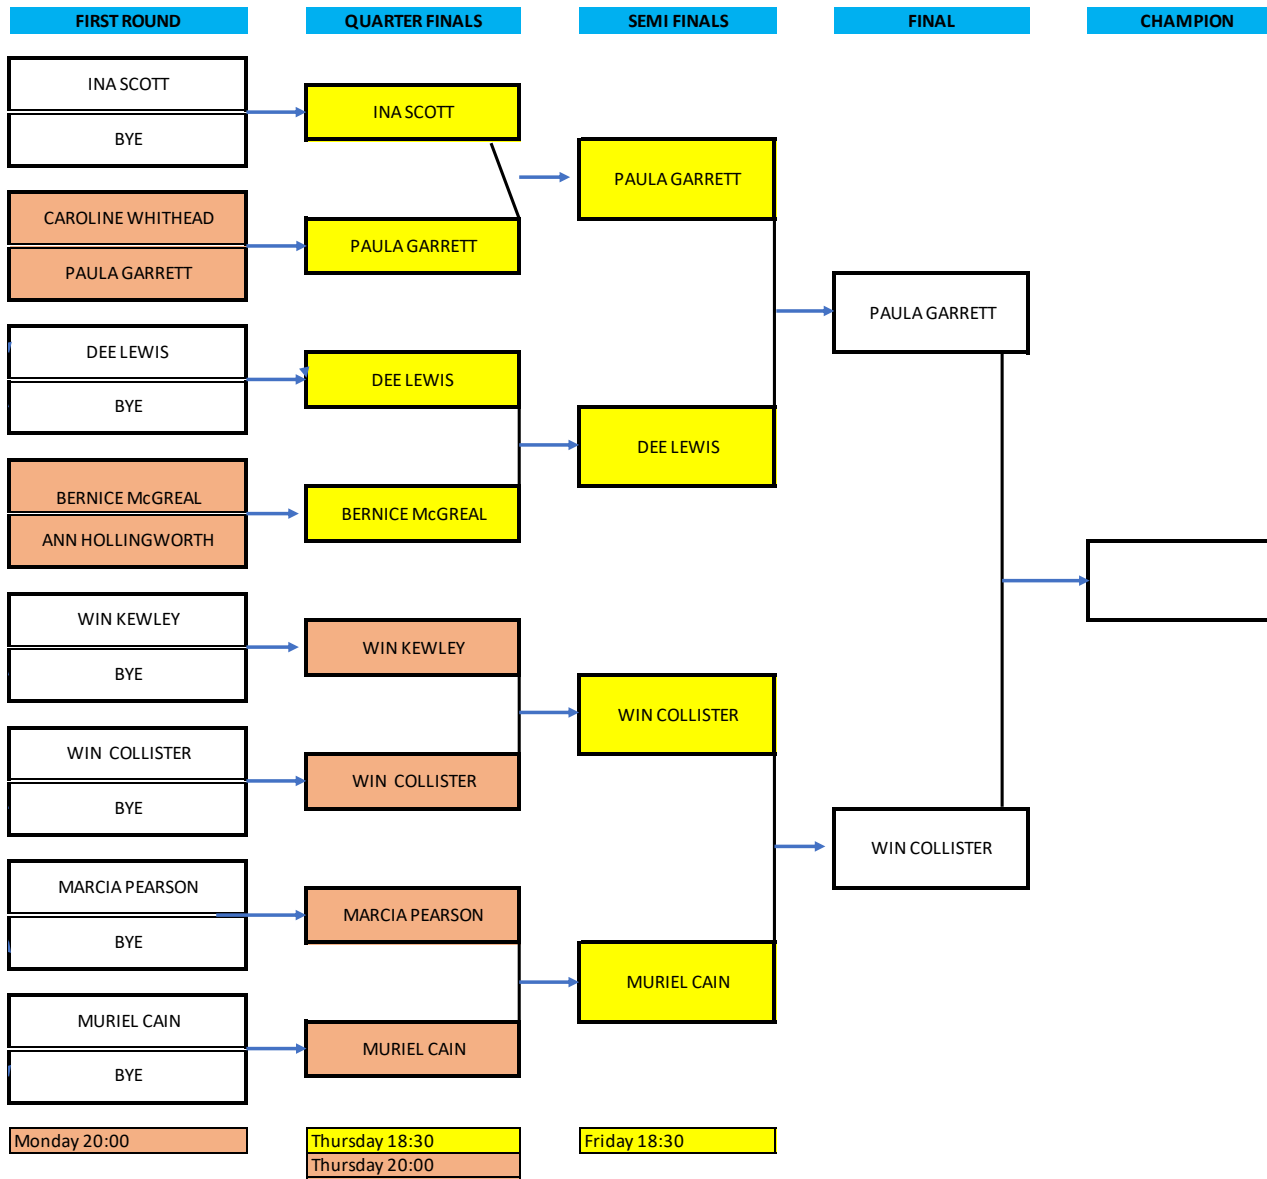 FIRST ROUND
QUARTER FINALS
SEMI FINALS
FINAL
CHAMPION
INA SCOTT
BYE
CAROLINE WHITHEAD
PAULA GARRETT
DEE LEWIS
BYE
BERNICE McGREAL
ANN HOLLINGWORTH
WIN KEWLEY
BYE
WIN COLLISTER
BYE
MARCIA PEARSON
BYE
MURIEL CAIN
BYE
Monday 20:00
INA SCOTT
PAULA GARRETT
DEE LEWIS
BERNICE McGREAL
WIN KEWLEY
WIN COLLISTER
MARCIA PEARSON
MURIEL CAIN
Thursday 18:30
Thursday 20:00
PAULA GARRETT
DEE LEWIS
WIN COLLISTER
MURIEL CAIN
Friday 18:30
PAULA GARRETT
WIN COLLISTER